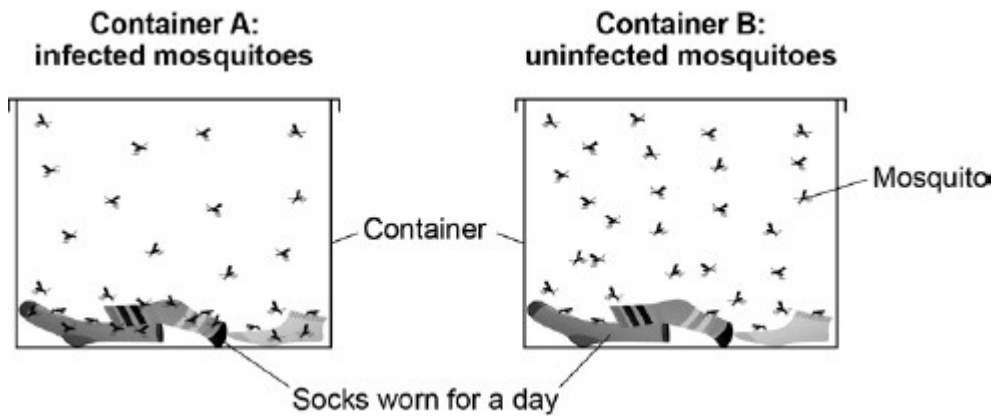 Container A:
infected mosquitoes
Container B:
uninfected mosquitoes
Mosquito
Container
Socks worn for a day